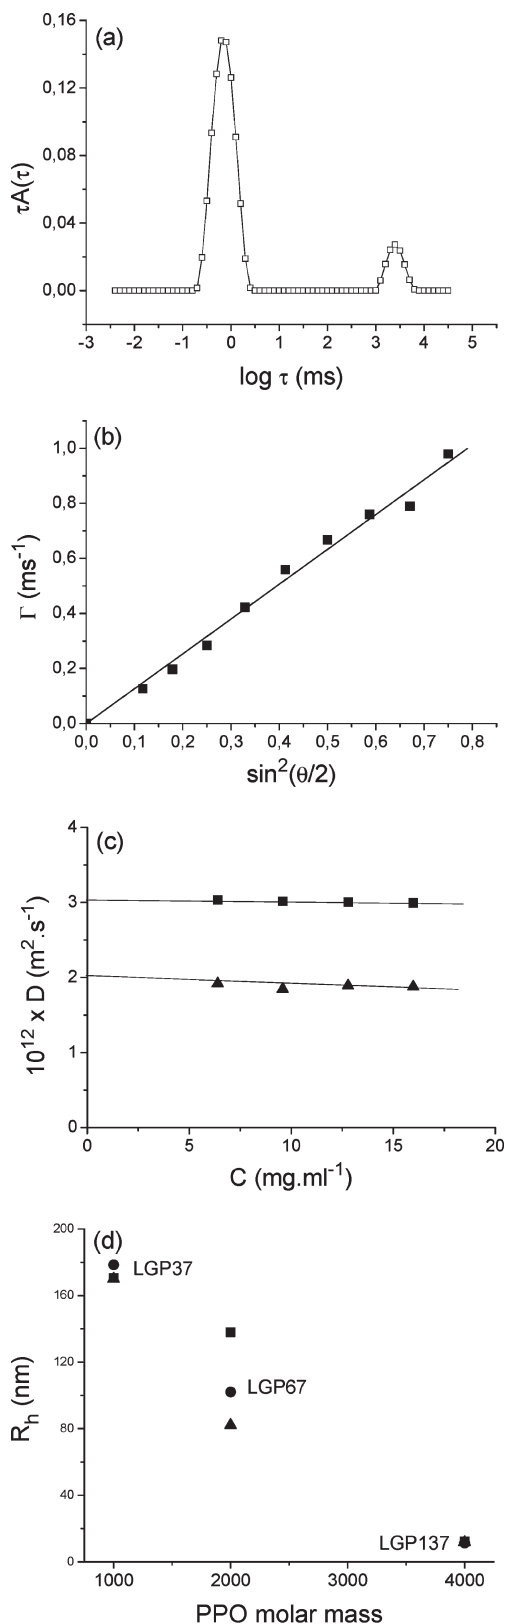 (a)
0,16
0,12
0,08
0,04
0,00
τA(τ)
-3 -2 -1 0 1 2 3 4 5
log τ (ms)
(b)
1,0
0,8
0,6
0,4
0,2
0,0
Γ (ms⁻¹)
0,0 0,1 0,2 0,3 0,4 0,5 0,6 0,7 0,8
sin²(θ/2)
(c)
4
3
2
1
0
10¹² x D (m².s⁻¹)
0 5 10 15 20
C (mg.ml⁻¹)
(d)
200
160
120
80
40
0
R_h (nm)
LGP37
LGP67
LGP137
1000 2000 3000 4000
PPO molar mass